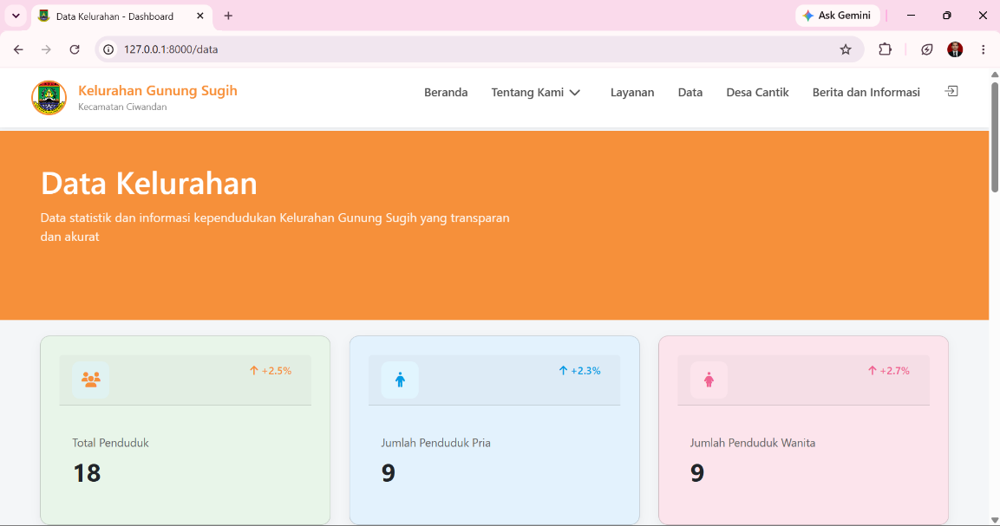 Data Kelurahan - Dashboard
Ask Gemini
127.0.0.1:8000/data
Kelurahan Gunung Sugih
Kecamatan Ciwandan
Beranda
Tentang Kami
Layanan
Data
Desa Cantik
Berita dan Informasi
Data Kelurahan
Data statistik dan informasi kependudukan Kelurahan Gunung Sugih yang transparan
dan akurat
+2.5%
Total Penduduk
18
+2.3%
Jumlah Penduduk Pria
9
+2.7%
Jumlah Penduduk Wanita
9